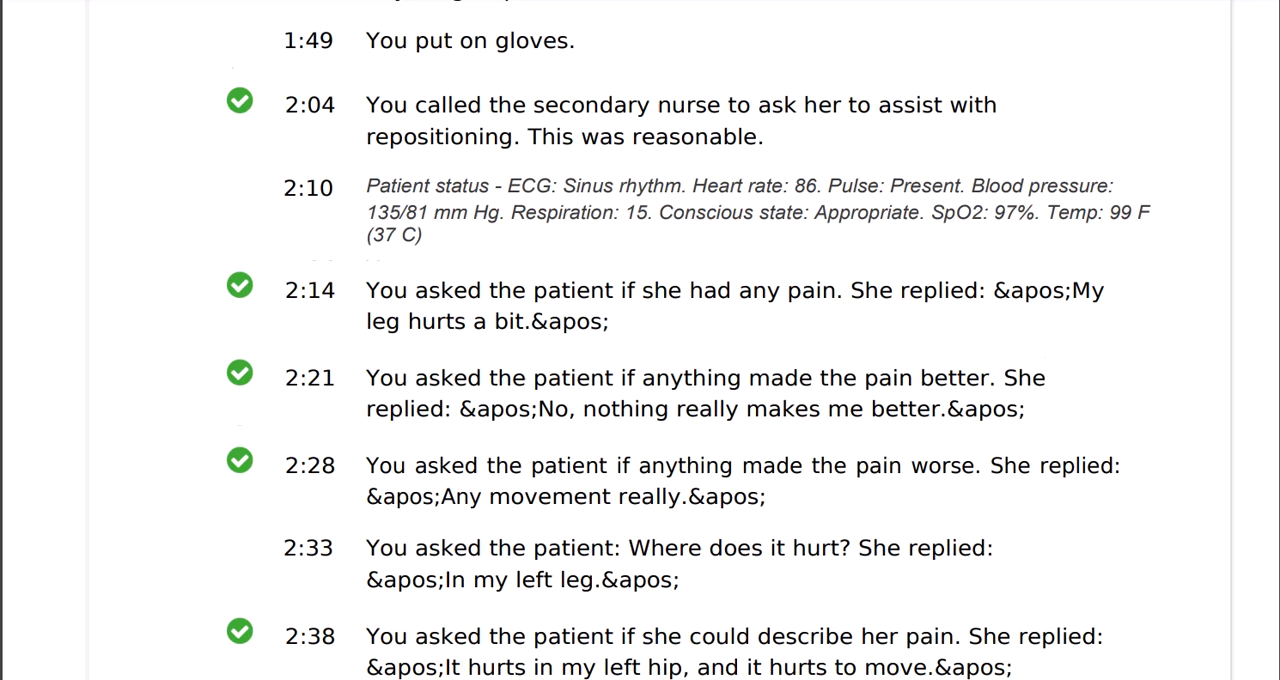 1:49 You put on gloves.
2:04 You called the secondary nurse to ask her to assist with
repositioning. This was reasonable.
2:10 Patient status - ECG: Sinus rhythm. Heart rate: 86. Pulse: Present. Blood pressure:
135/81 mm Hg. Respiration: 15. Conscious state: Appropriate. SpO2: 97%. Temp: 99 F
(37 C)
2:14 You asked the patient if she had any pain. She replied: &apos;My
leg hurts a bit.&apos;
2:21 You asked the patient if anything made the pain better. She
replied: &apos;No, nothing really makes me better.&apos;
2:28 You asked the patient if anything made the pain worse. She replied:
&apos;Any movement really.&apos;
2:33 You asked the patient: Where does it hurt? She replied:
&apos;In my left leg.&apos;
2:38 You asked the patient if she could describe her pain. She replied:
&apos;It hurts in my left hip, and it hurts to move.&apos;